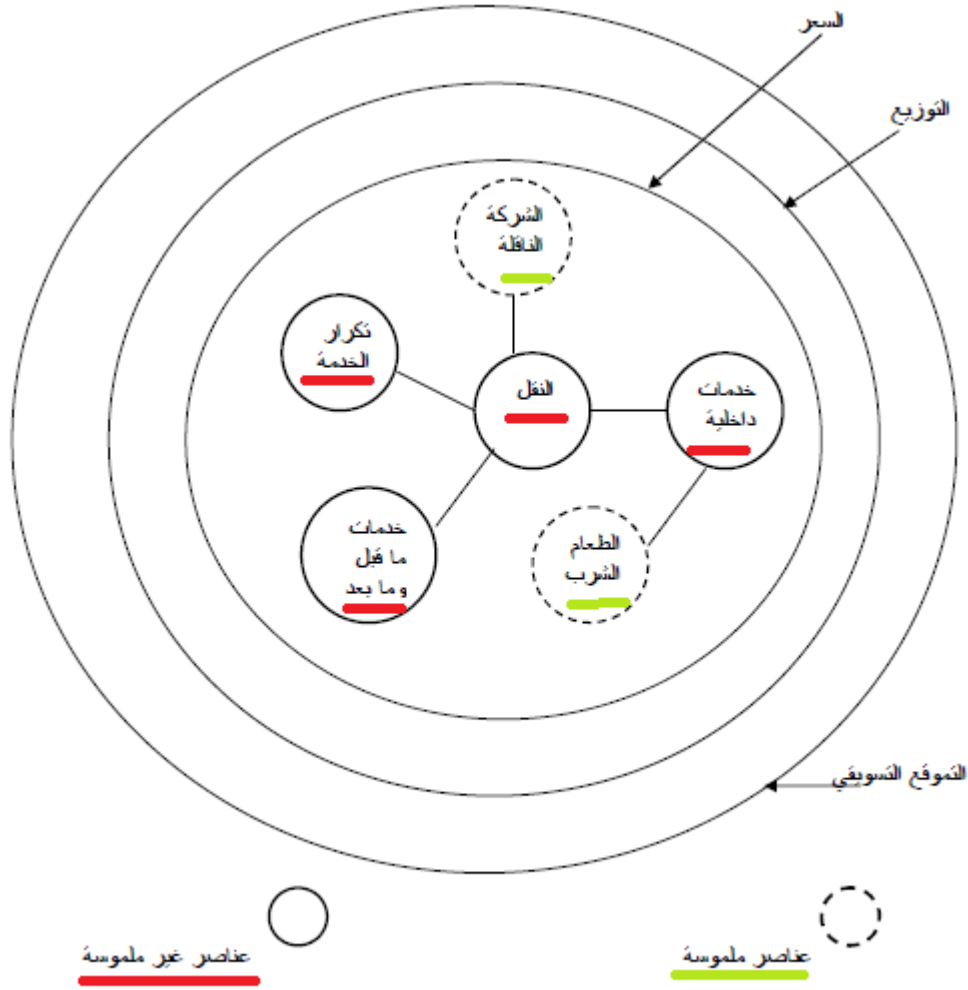 السعر
التوزيع
الشركة
الناقلة
تكرار
الخدمة
النقل
خدمات
داخلية
خدمات
ما قبل
وما بعد
الطعام
الشرب
التموقع التسويقي
عناصر ملموسة
عناصر غير ملموسة